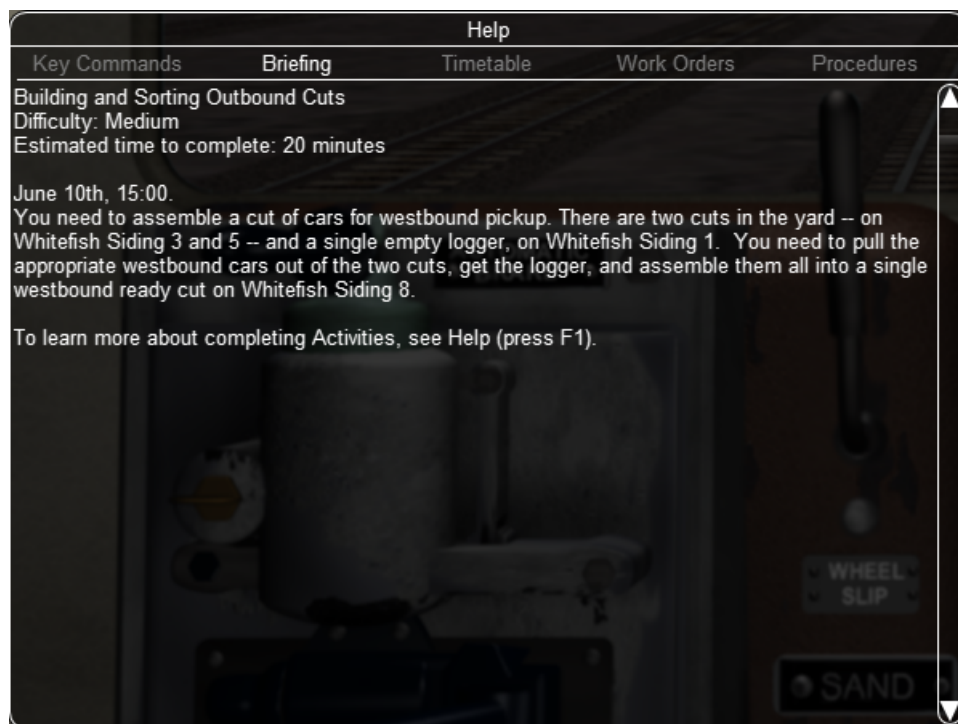 Help
Key Commands Briefing Timetable Work Orders Procedures
Building and Sorting Outbound Cuts
Difficulty: Medium
Estimated time to complete: 20 minutes
June 10th, 15:00.
You need to assemble a cut of cars for westbound pickup. There are two cuts in the yard -- on
Whitefish Siding 3 and 5 -- and a single empty logger, on Whitefish Siding 1.  You need to pull the
appropriate westbound cars out of the two cuts, get the logger, and assemble them all into a single
westbound ready cut on Whitefish Siding 8.
To learn more about completing Activities, see Help (press F1).
WHEEL
SLIP
SAND